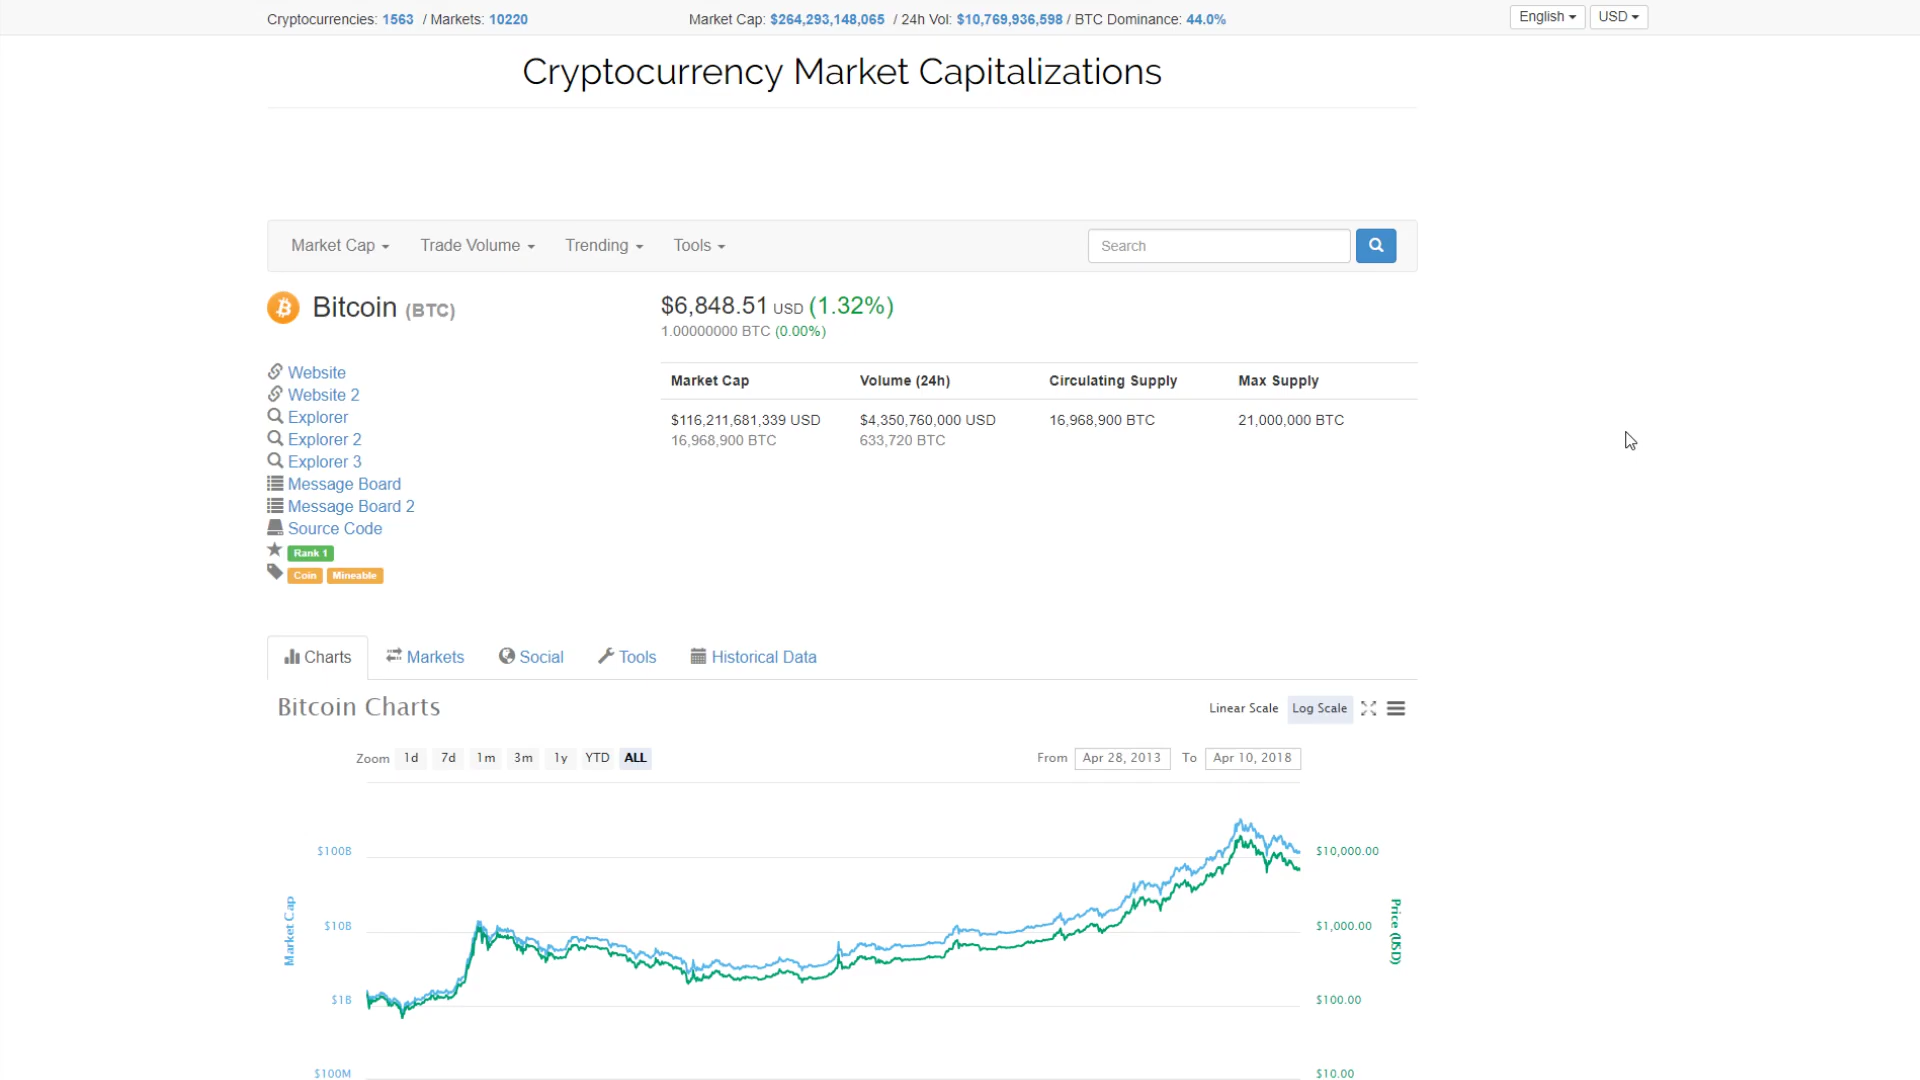 Cryptocurrencies: 1563 / Markets: 10220 Market Cap: $264,293,148,065 / 24h Vol: $10,769,936,598 / BTC Dominance: 44.0% English USD
Cryptocurrency Market Capitalizations
Market Cap Trade Volume Trending Tools Search
Bitcoin (BTC)
$6,848.51 USD (1.32%)
1.00000000 BTC (0.00%)
Website
Website 2
Explorer
Explorer 2
Explorer 3
Message Board
Message Board 2
Source Code
Rank 1
Coin Mineable
Market Cap Volume (24h) Circulating Supply Max Supply
$116,211,681,339 USD $4,350,760,000 USD 16,968,900 BTC 21,000,000 BTC
16,968,900 BTC 633,720 BTC
Charts Markets Social Tools Historical Data
Bitcoin Charts
Linear Scale Log Scale
Zoom 1d 7d 1m 3m 1y YTD ALL From Apr 28, 2013 To Apr 10, 2018
$100B $10,000.00
$10B $1,000.00
Market Cap Price (USD)
$1B $100.00
$100M $10.00